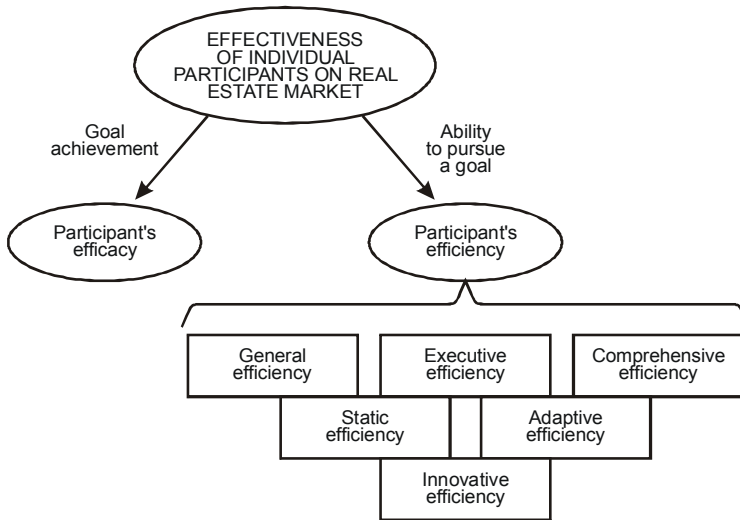 EFFECTIVENESS
OF INDIVIDUAL
PARTICIPANTS ON REAL
ESTATE MARKET
Goal
achievement
Ability
to pursue
a goal
Participant's
efficacy
Participant's
efficiency
General
efficiency
Executive
efficiency
Comprehensive
efficiency
Static
efficiency
Adaptive
efficiency
Innovative
efficiency